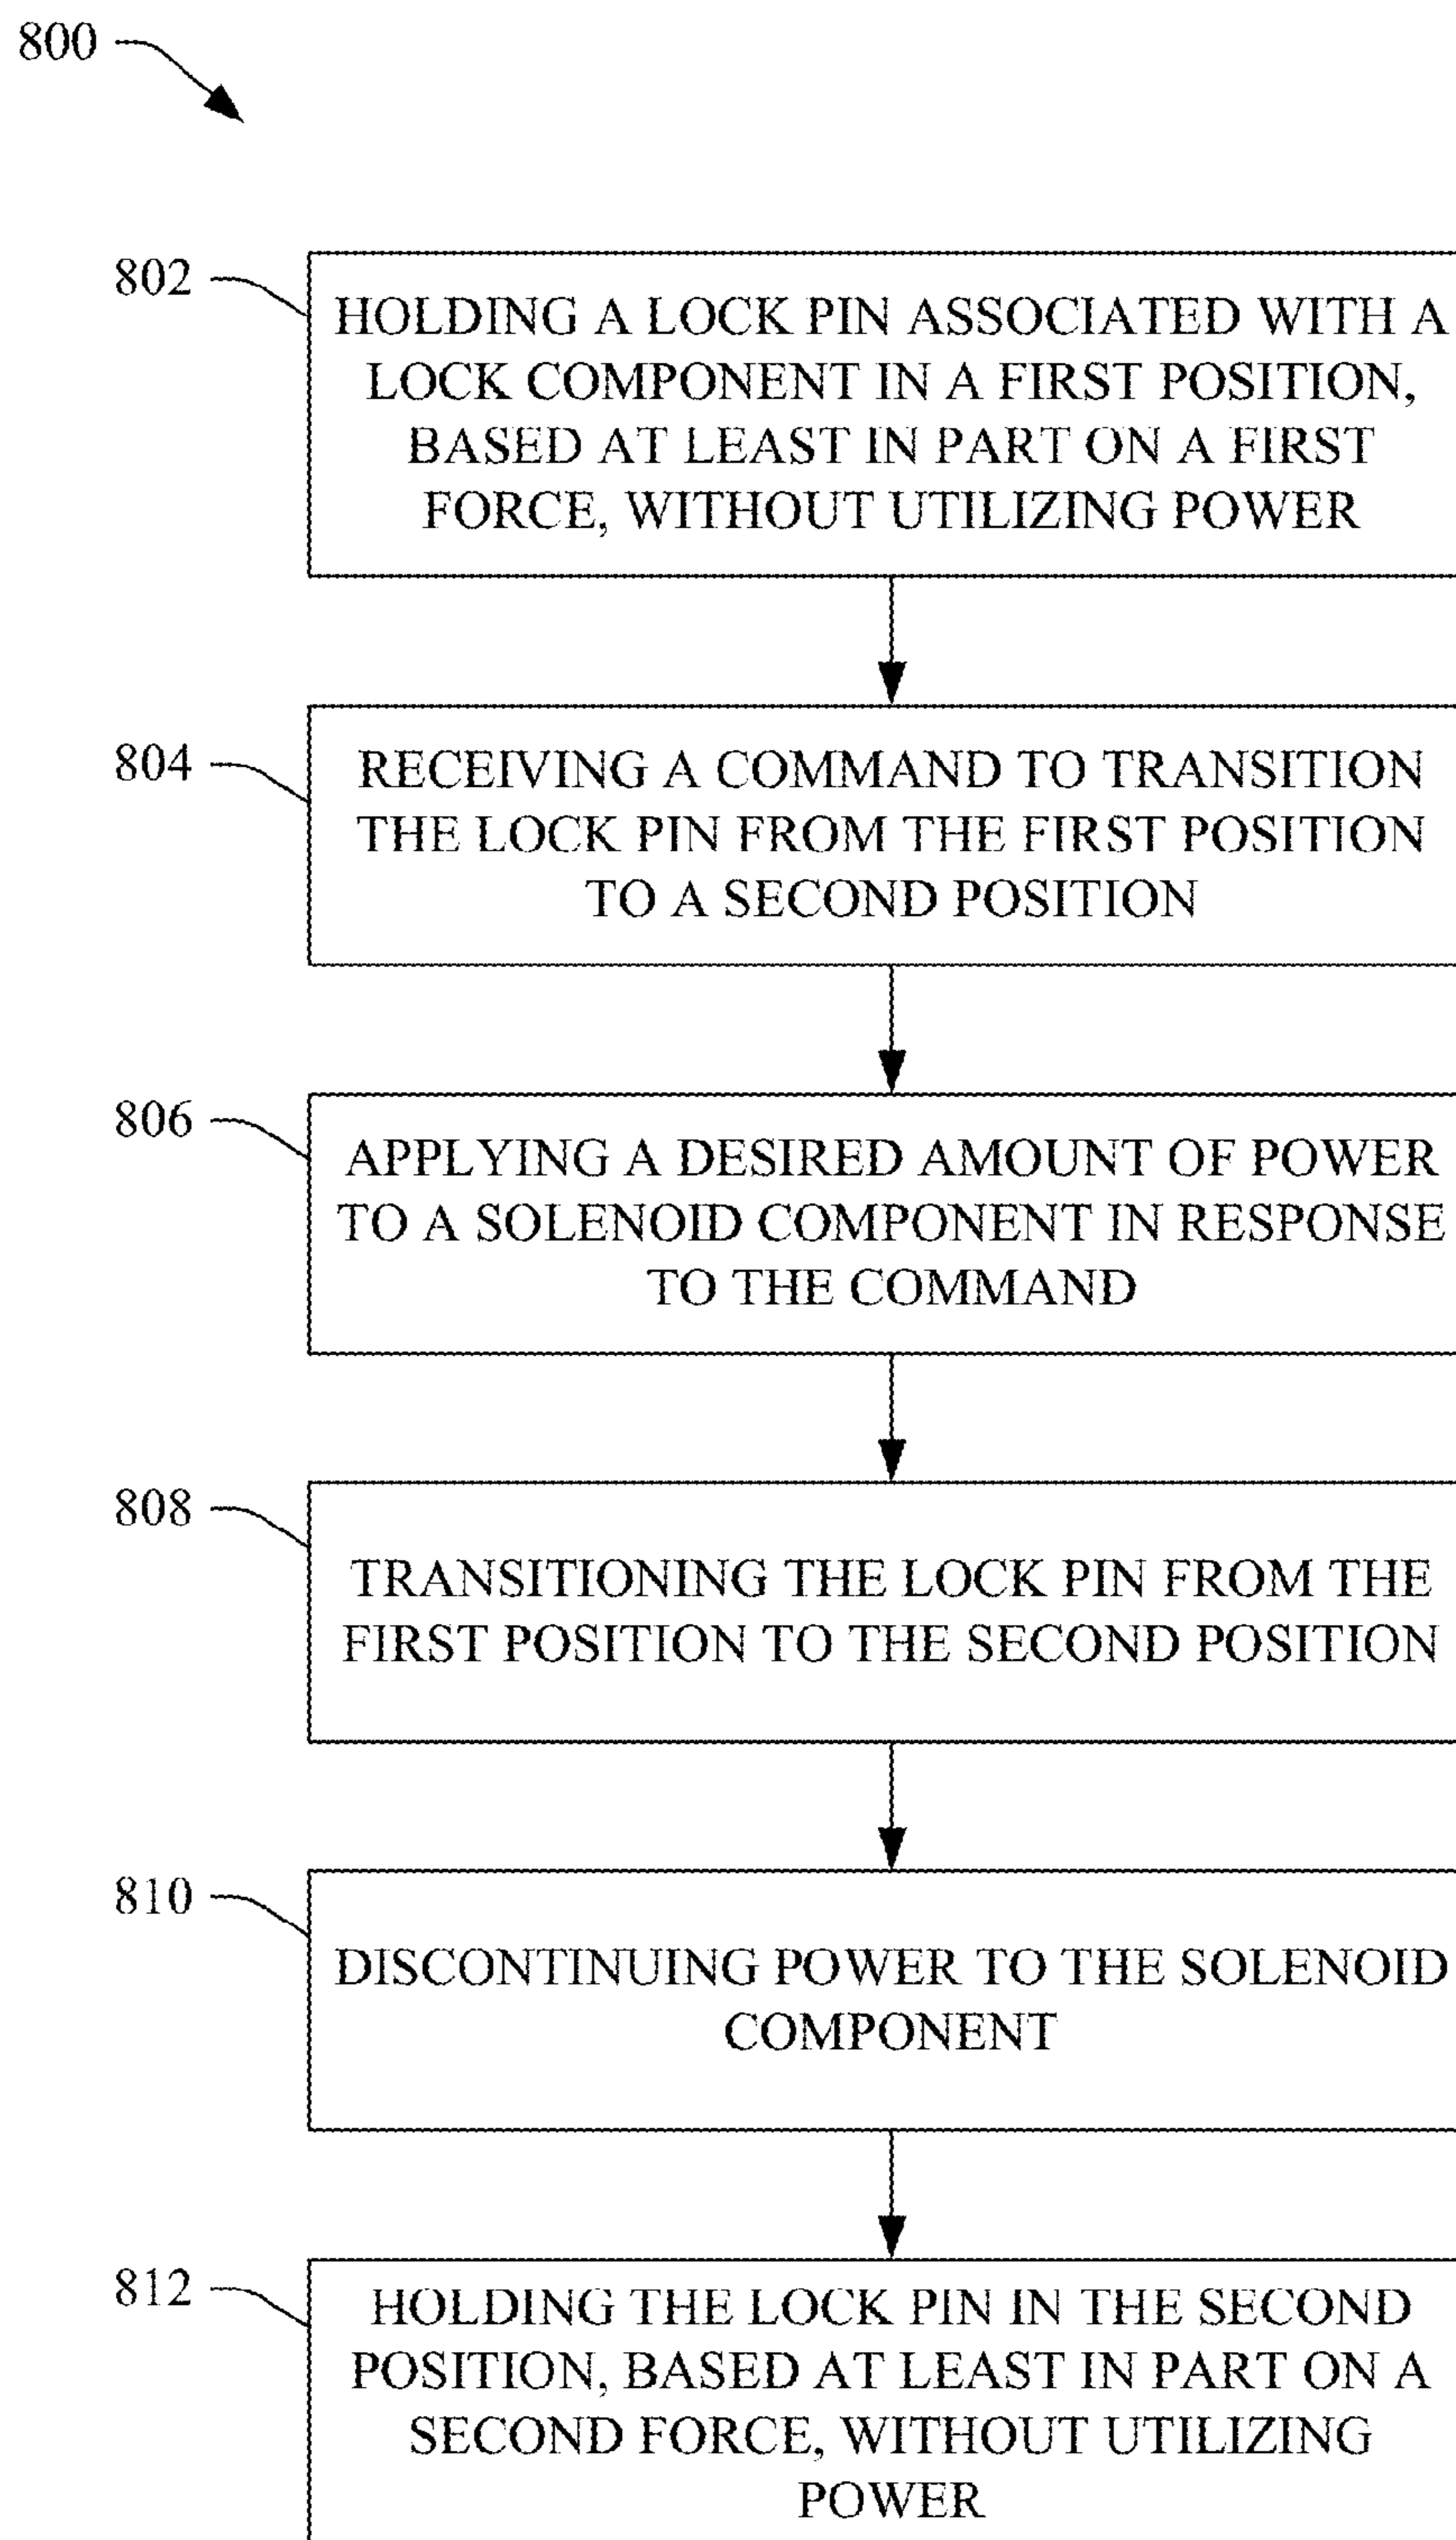 800
802
HOLDING A LOCK PIN ASSOCIATED WITH A
LOCK COMPONENT IN A FIRST POSITION,
BASED AT LEAST IN PART ON A FIRST
FORCE, WITHOUT UTILIZING POWER
804
RECEIVING A COMMAND TO TRANSITION
THE LOCK PIN FROM THE FIRST POSITION
TO A SECOND POSITION
806
APPLYING A DESIRED AMOUNT OF POWER
TO A SOLENOID COMPONENT IN RESPONSE
TO THE COMMAND
808
TRANSITIONING THE LOCK PIN FROM THE
FIRST POSITION TO THE SECOND POSITION
810
DISCONTINUING POWER TO THE SOLENOID
COMPONENT
812
HOLDING THE LOCK PIN IN THE SECOND
POSITION, BASED AT LEAST IN PART ON A
SECOND FORCE, WITHOUT UTILIZING
POWER